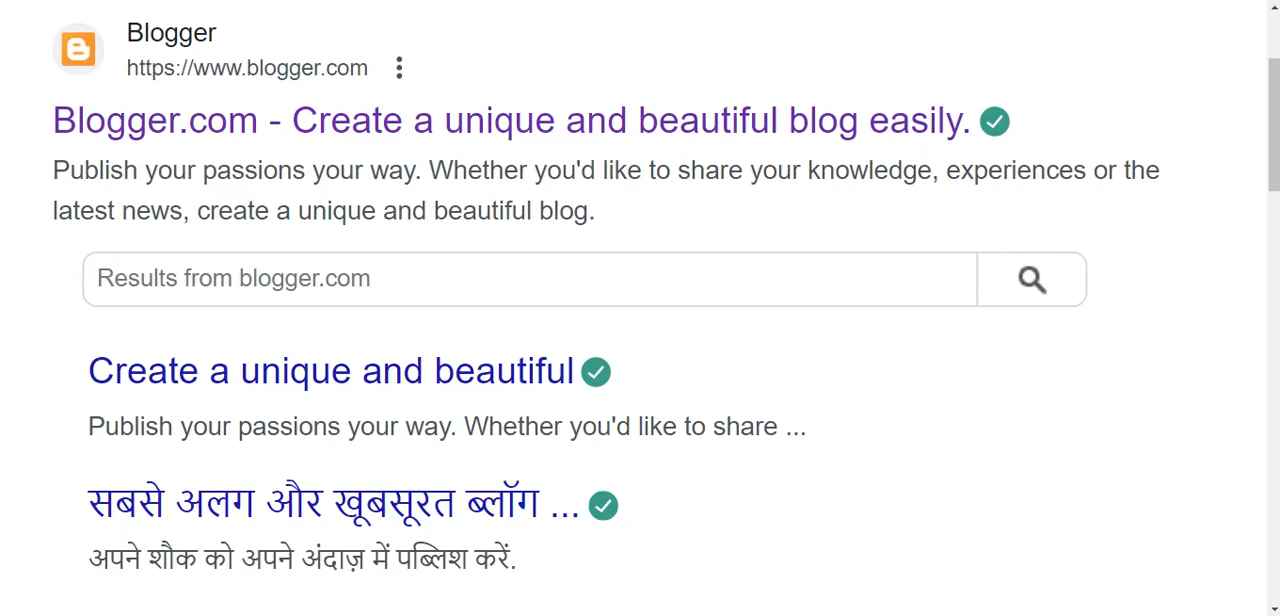 Blogger
https://www.blogger.com
Blogger.com - Create a unique and beautiful blog easily.
Publish your passions your way. Whether you'd like to share your knowledge, experiences or the
latest news, create a unique and beautiful blog.
Results from blogger.com
Create a unique and beautiful
Publish your passions your way. Whether you'd like to share ...
सबसे अलग और खूबसूरत ब्लॉग ...
अपने शौक को अपने अंदाज़ में पब्लिश करें.